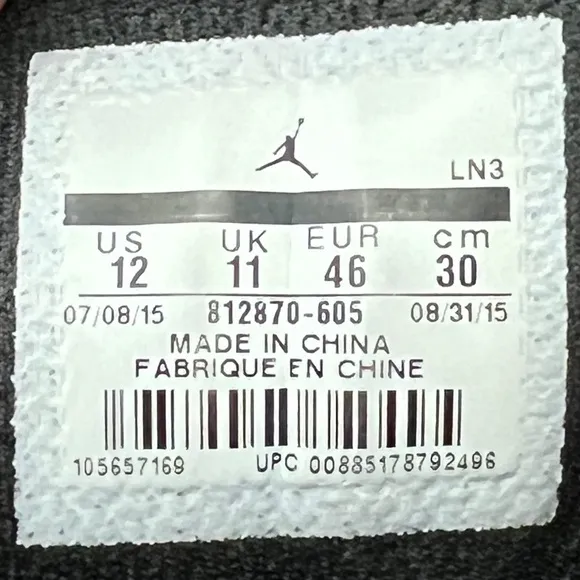 LN3
US UK EUR cm
12 11 46 30
07/08/15 812870-605 08/31/15
MADE IN CHINA
FABRIQUE EN CHINE
105657169 UPC 00885178792496